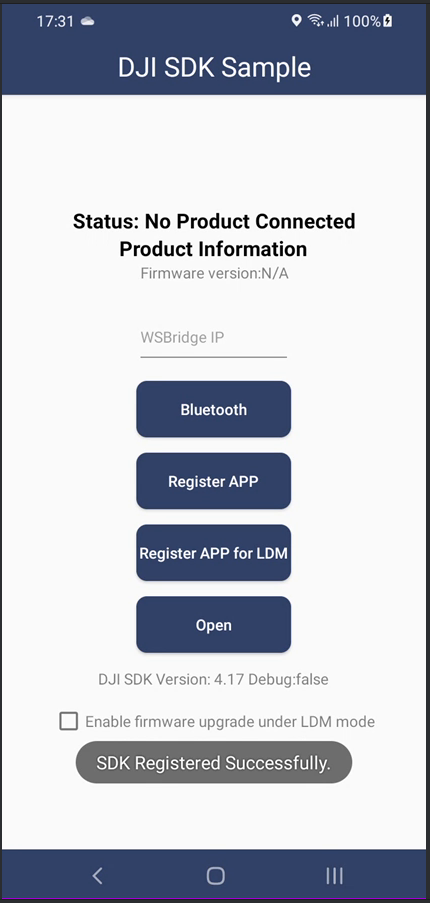 17:31
100%
DJI SDK Sample
Status: No Product Connected
Product Information
Firmware version:N/A
WSBridge IP
Bluetooth
Register APP
Register APP for LDM
Open
DJI SDK Version: 4.17 Debug:false
Enable firmware upgrade under LDM mode
SDK Registered Successfully.